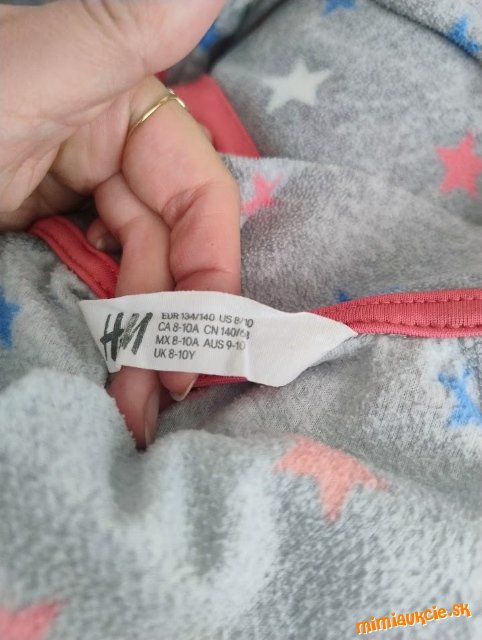 H&M
EUR 134/140 US 8/10
CA 8-10A CN 140/
MX 8-10A AUS 9-10
UK 8-10Y
mimiaukcie.sk